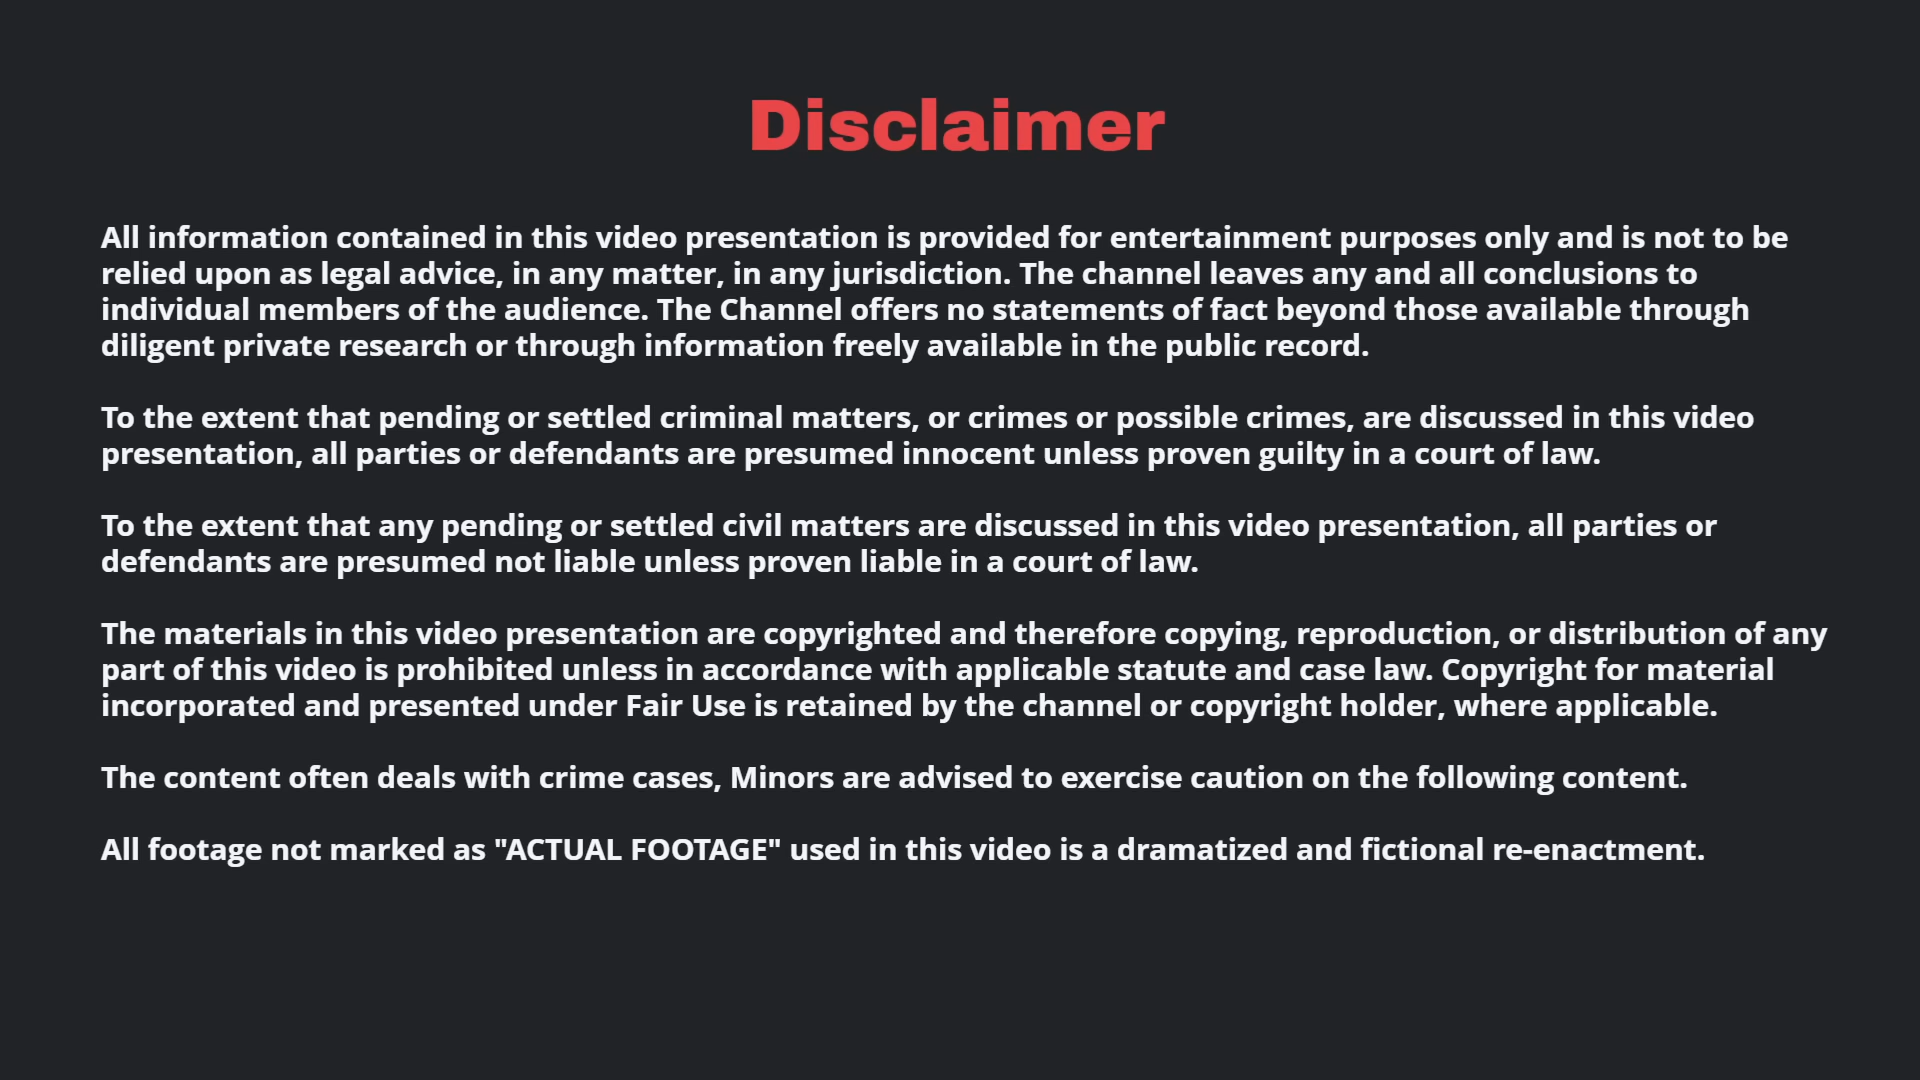 Disclaimer
All information contained in this video presentation is provided for entertainment purposes only and is not to be
relied upon as legal advice, in any matter, in any jurisdiction. The channel leaves any and all conclusions to
individual members of the audience. The Channel offers no statements of fact beyond those available through
diligent private research or through information freely available in the public record.
To the extent that pending or settled criminal matters, or crimes or possible crimes, are discussed in this video
presentation, all parties or defendants are presumed innocent unless proven guilty in a court of law.
To the extent that any pending or settled civil matters are discussed in this video presentation, all parties or
defendants are presumed not liable unless proven liable in a court of law.
The materials in this video presentation are copyrighted and therefore copying, reproduction, or distribution of any
part of this video is prohibited unless in accordance with applicable statute and case law. Copyright for material
incorporated and presented under Fair Use is retained by the channel or copyright holder, where applicable.
The content often deals with crime cases, Minors are advised to exercise caution on the following content.
All footage not marked as "ACTUAL FOOTAGE" used in this video is a dramatized and fictional re-enactment.